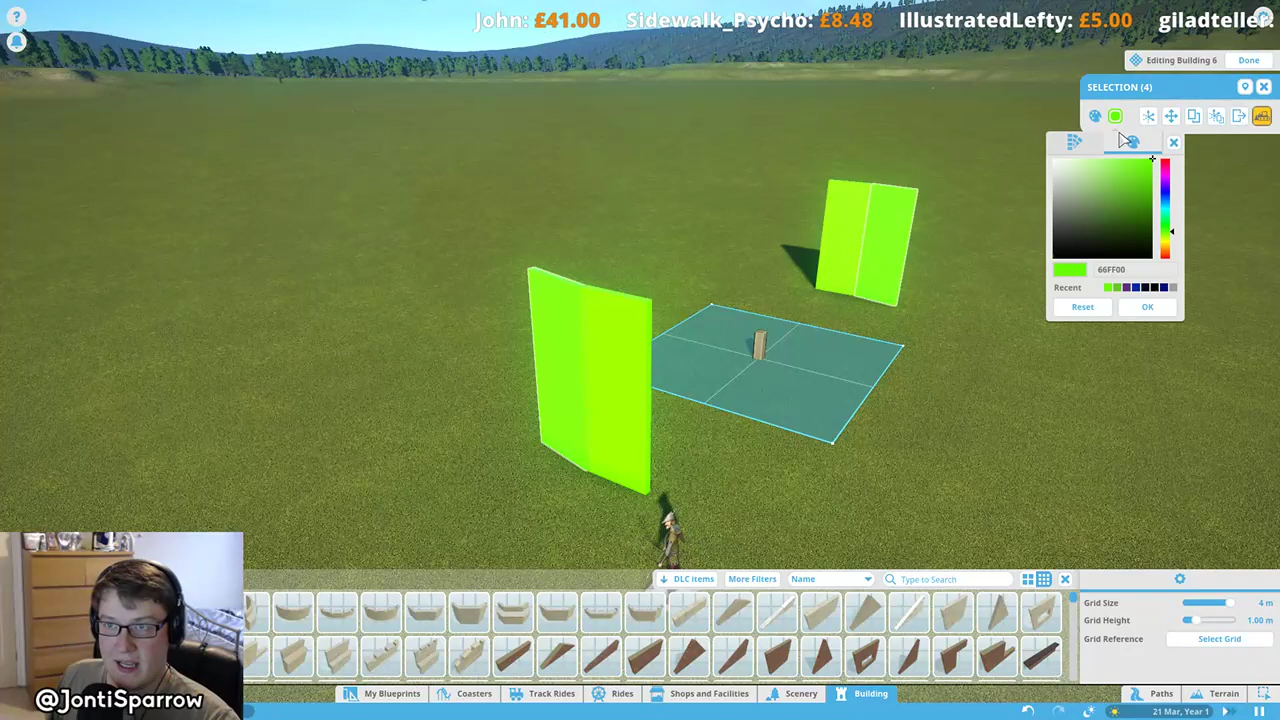 John: £41.00 Sidewalk_Psycho: £8.48 IllustratedLefty: £5.00 giladteller:
Editing Building 6 Done
SELECTION (4)
66FF00
Recent
Reset OK
DLC items More Filters Name Type to Search
Grid Size 4 m
Grid Height 1.00 m
Grid Reference Select Grid
@JontiSparrow
My Blueprints Coasters Track Rides Rides Shops and Facilities Scenery Building Paths Terrain
21 Mar, Year 1